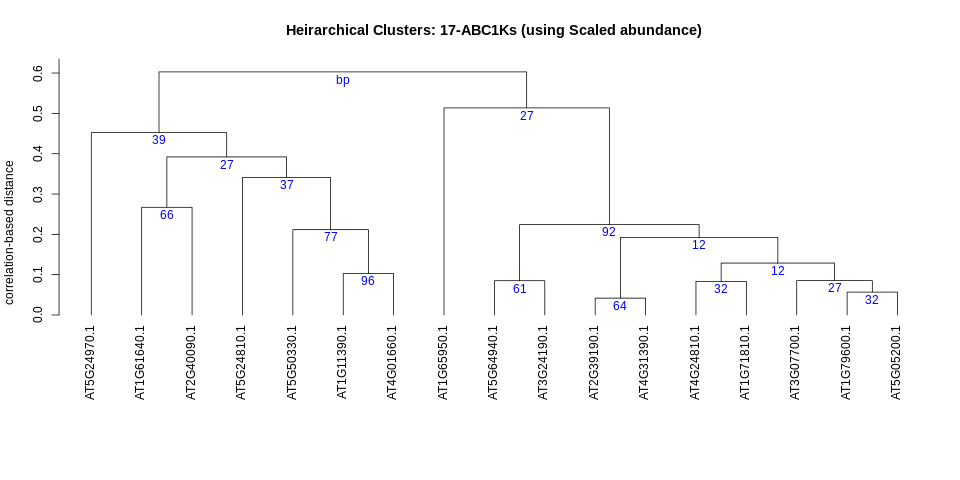 Heirarchical Clusters: 17-ABC1Ks (using Scaled abundance)
correlation-based distance
0.6
0.5
0.4
0.3
0.2
0.1
0.0
bp
27
39
27
37
66
92
77
12
12
96
61
32
27
32
64
AT5G24970.1
AT1G61640.1
AT2G40090.1
AT5G24810.1
AT5G50330.1
AT1G11390.1
AT4G01660.1
AT1G65950.1
AT5G64940.1
AT3G24190.1
AT2G39190.1
AT4G31390.1
AT4G24810.1
AT1G71810.1
AT3G07700.1
AT1G79600.1
AT5G05200.1